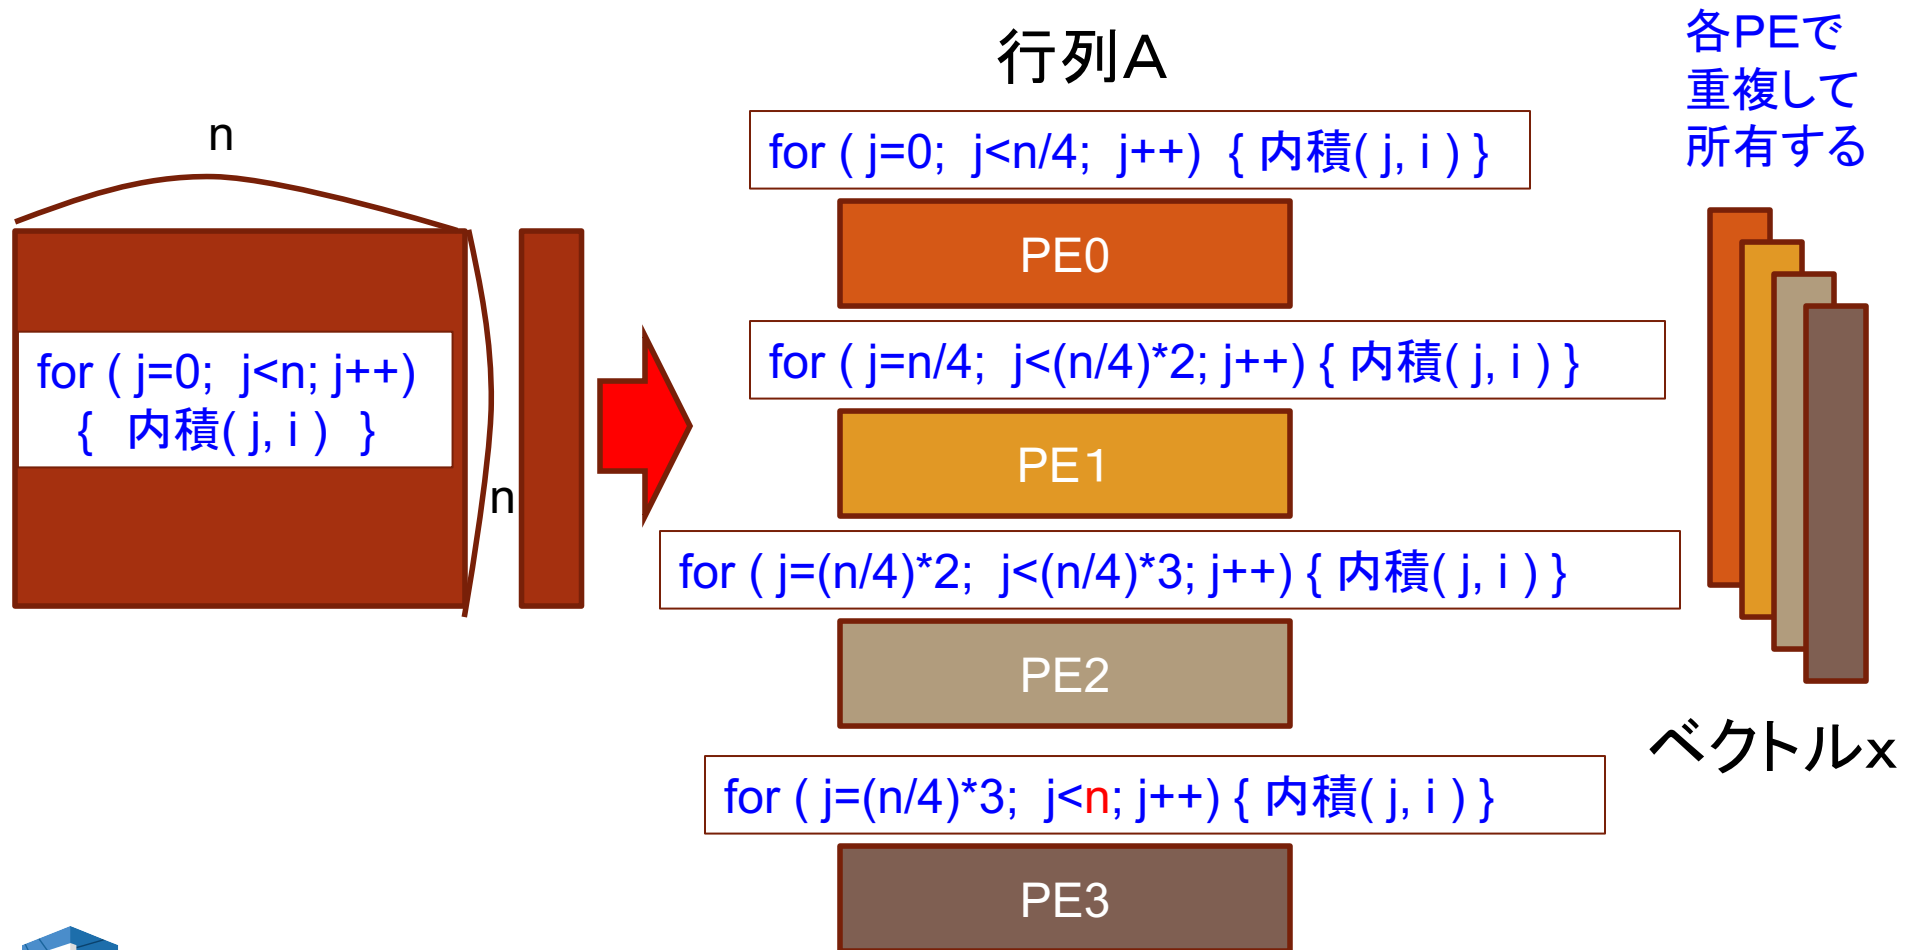 行列A
各PEで
重複して
所有する
n
for ( j=0; j<n; j++)
{ 内積( j, i ) }
n
for ( j=0; j<n/4; j++) { 内積( j, i ) }
PE0
for ( j=n/4; j<(n/4)*2; j++) { 内積( j, i ) }
PE1
for ( j=(n/4)*2; j<(n/4)*3; j++) { 内積( j, i ) }
PE2
for ( j=(n/4)*3; j<n; j++) { 内積( j, i ) }
PE3
ベクトルx